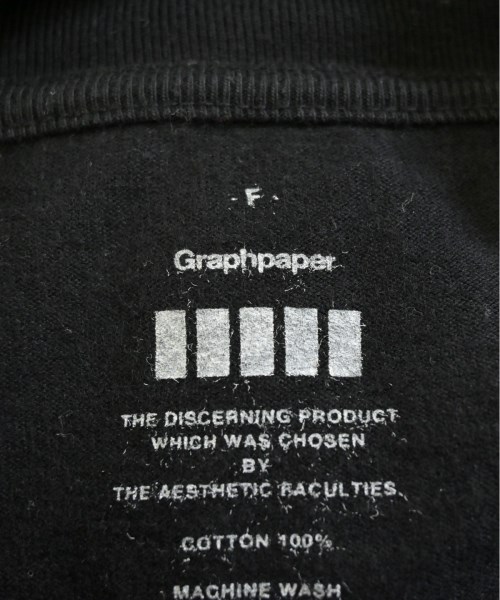 F
Graphpaper
THE DISCERNING PRODUCT
WHICH WAS CHOSEN
BY
THE AESTHETIC FACULTIES.
COTTON 100%
MACHINE WASH